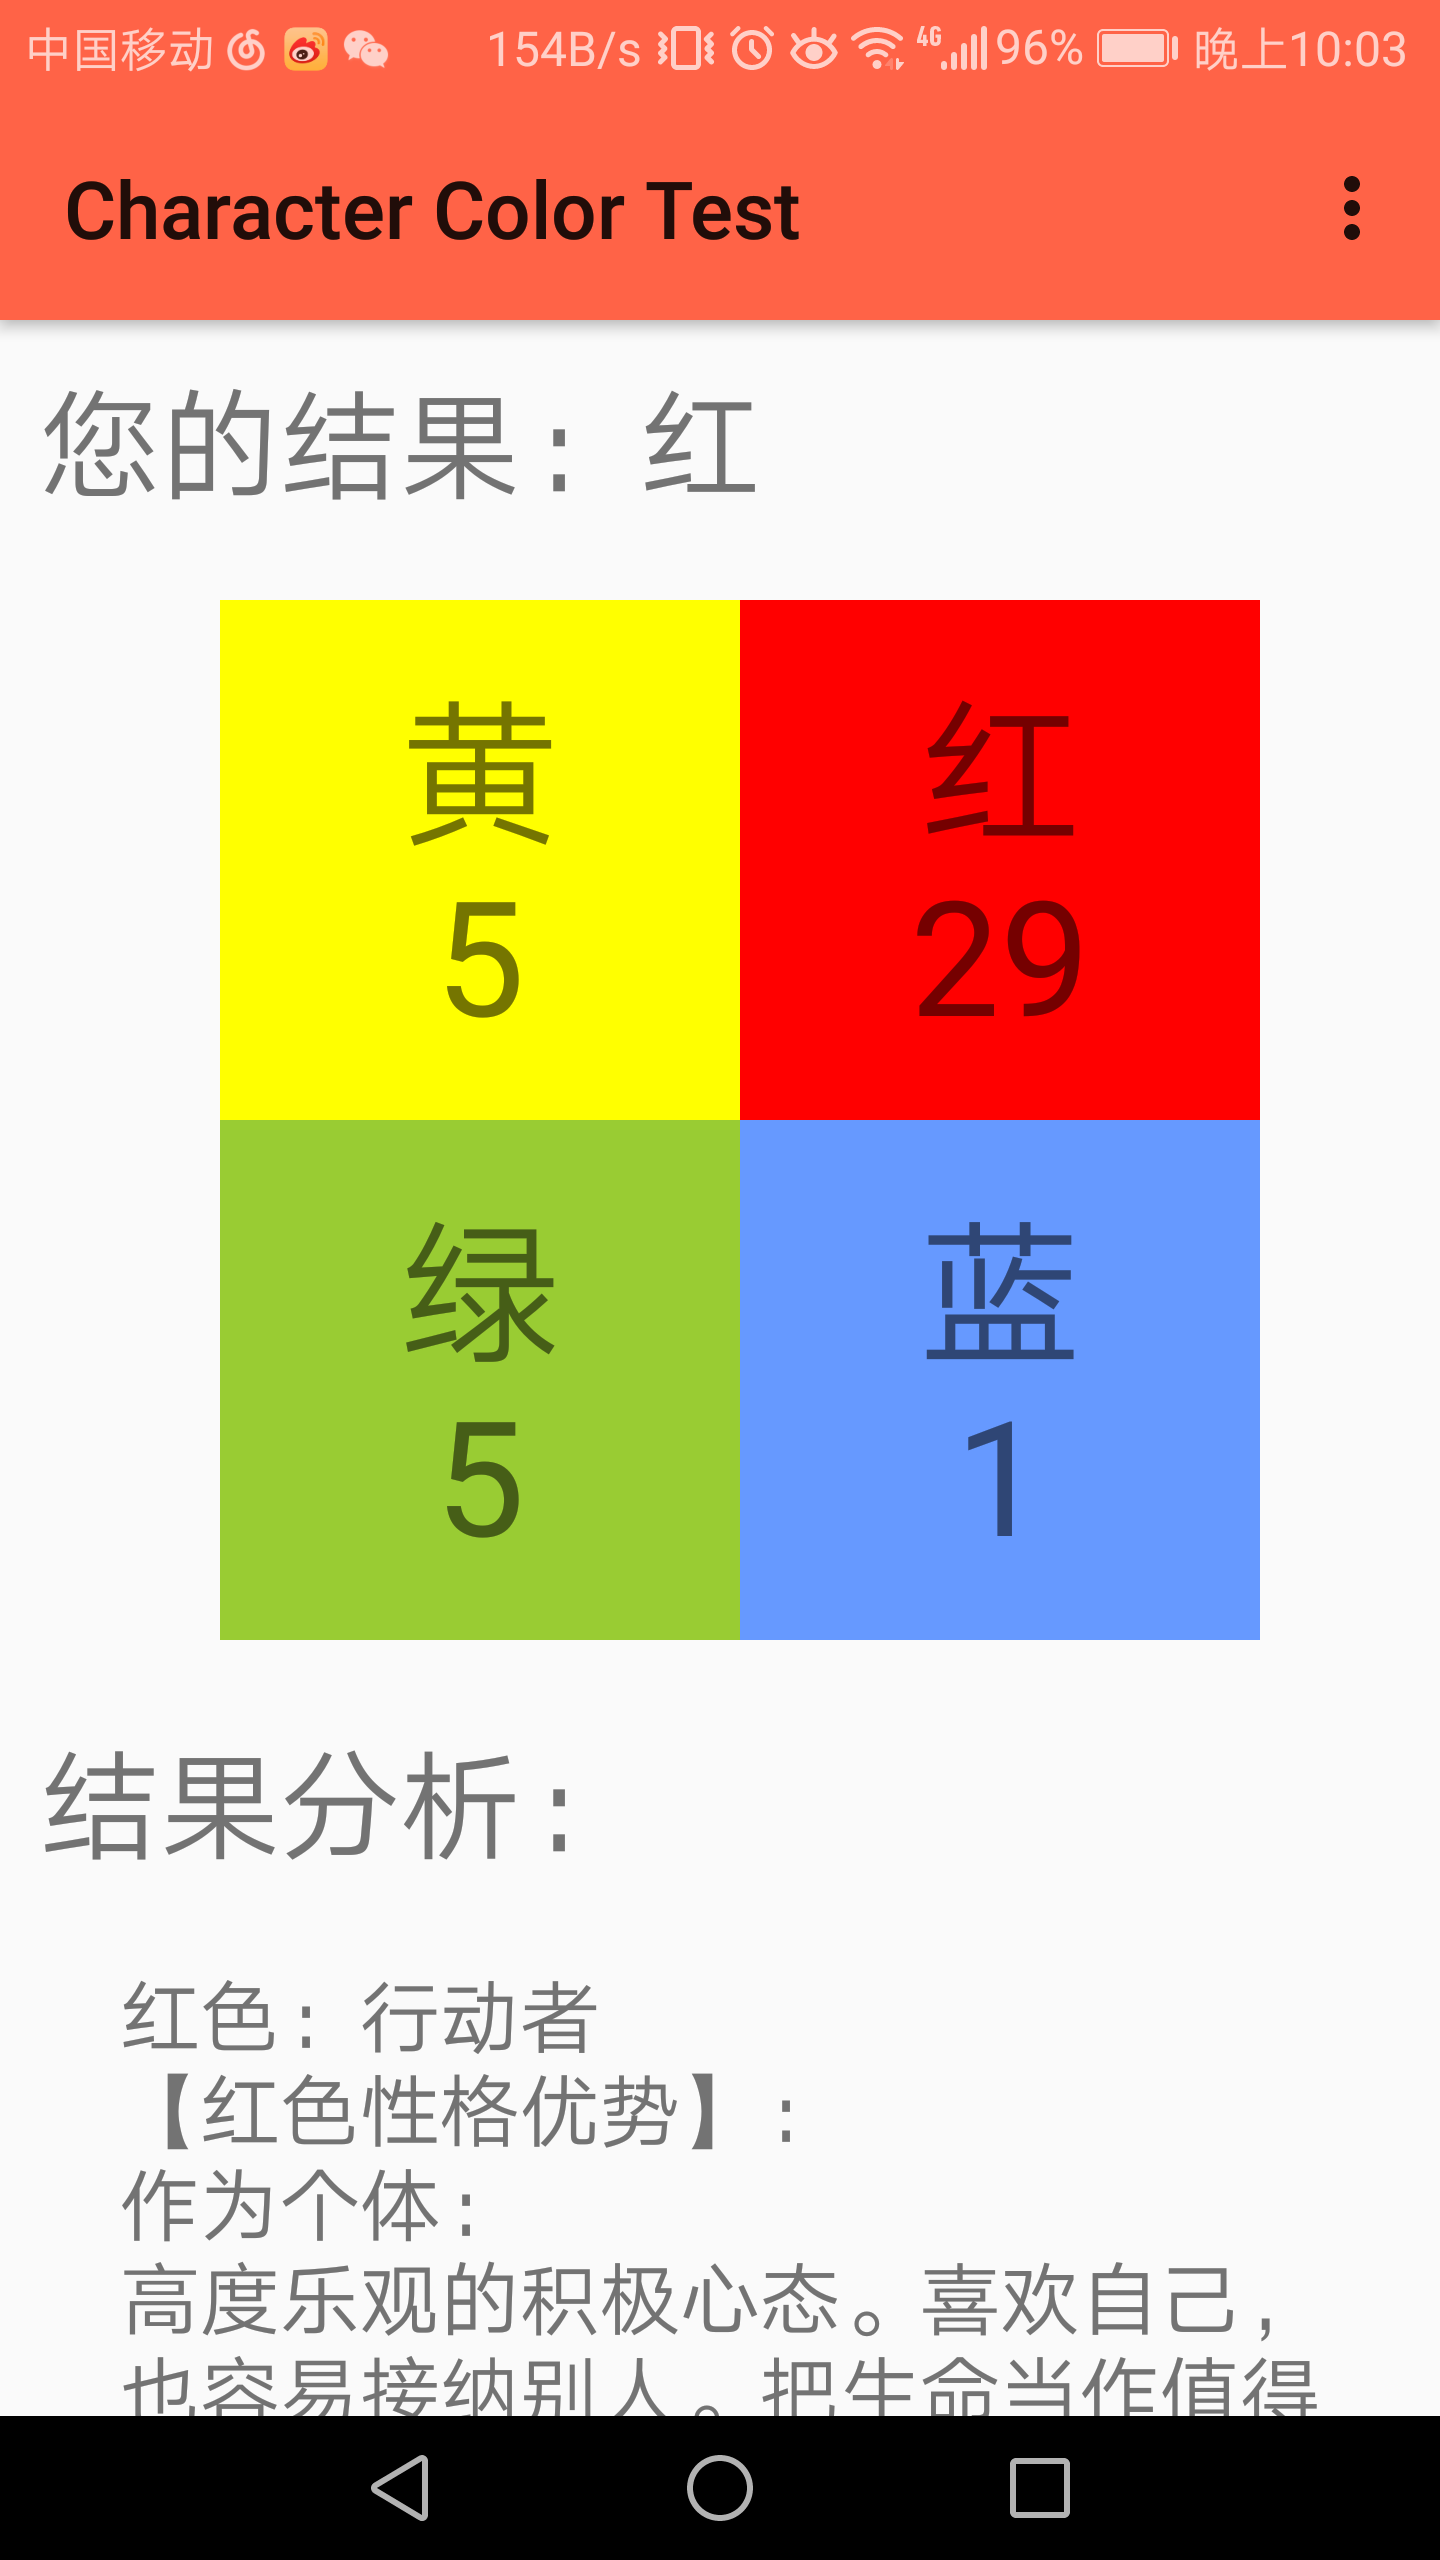 中国移动 154B/s 4G 96% 晚上10:03
Character Color Test
您的结果：红
黄 红
5 29
绿 蓝
5 1
结果分析：
红色：行动者
【红色性格优势】：
作为个体：
高度乐观的积极心态。喜欢自己，
也容易接纳别人。把生命当作值得